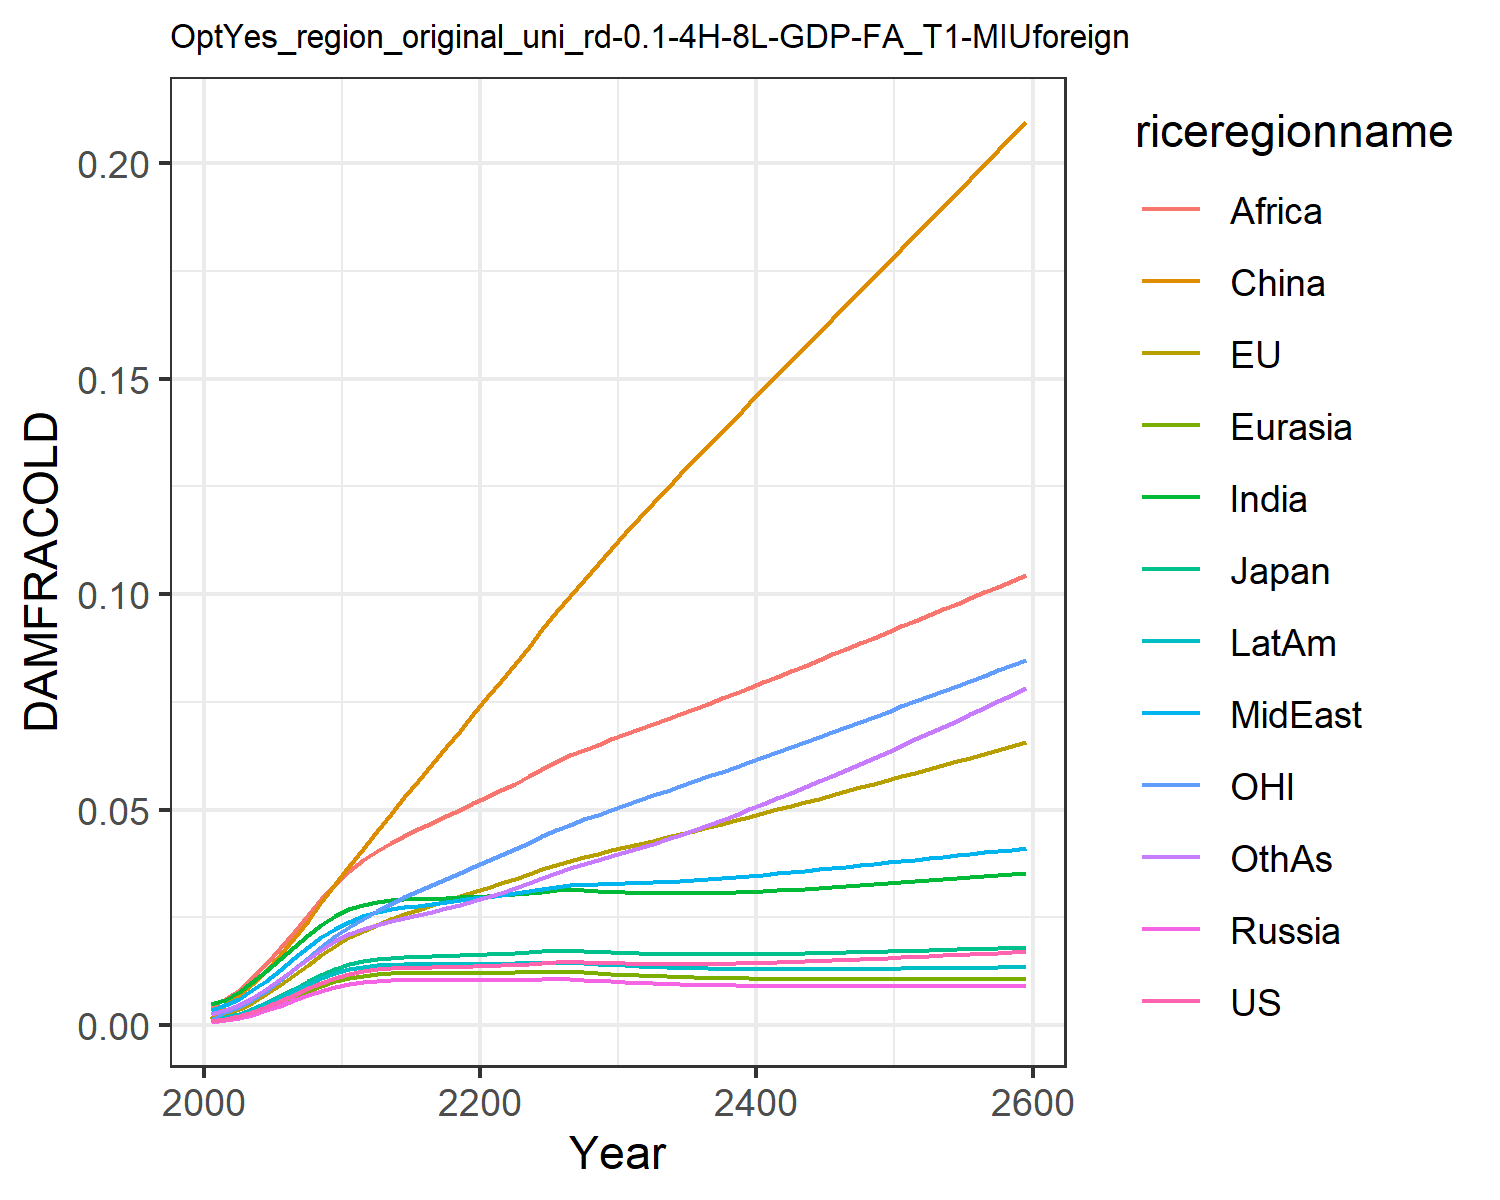 OptYes_region_original_uni_rd-0.1-4H-8L-GDP-FA_T1-MIUforeign
DAMFRACOLD
0.20
0.15
0.10
0.05
0.00
2000 2200 2400 2600
Year
riceregionname
Africa
China
EU
Eurasia
India
Japan
LatAm
MidEast
OHI
OthAs
Russia
US